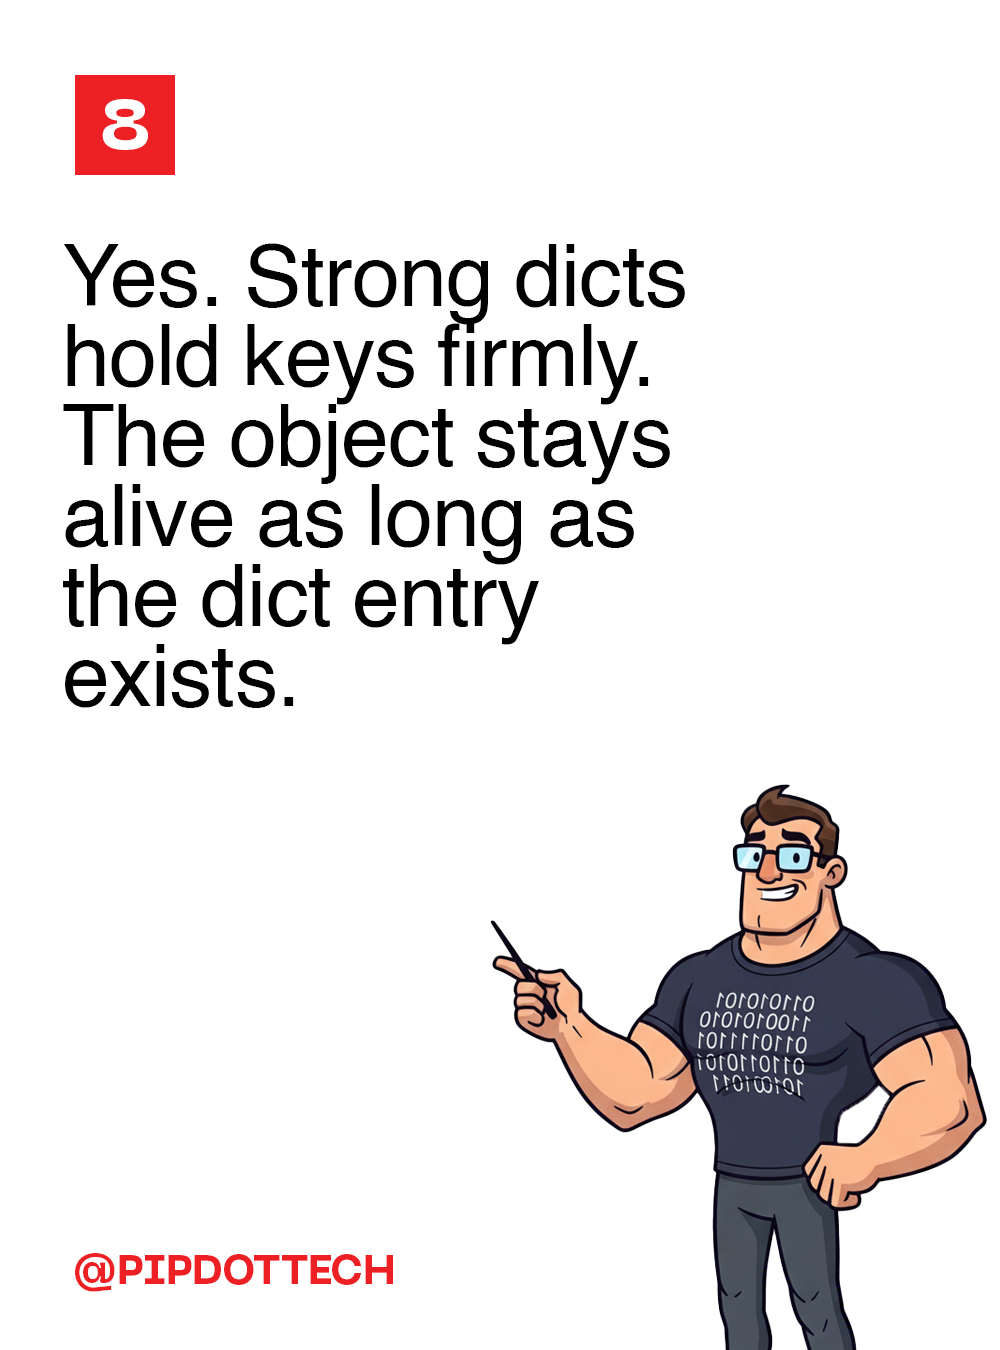 8
Yes. Strong dicts
hold keys firmly.
The object stays
alive as long as
the dict entry
exists.
@PIPDOTTECH